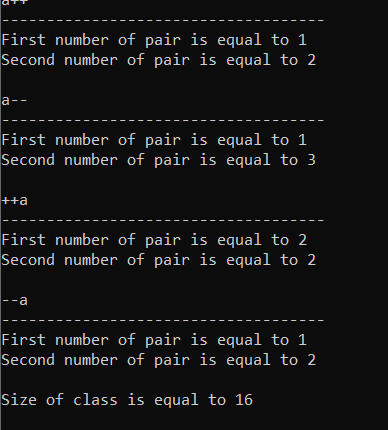 a++
------------------------------------
First number of pair is equal to 1
Second number of pair is equal to 2
a--
------------------------------------
First number of pair is equal to 1
Second number of pair is equal to 3
++a
------------------------------------
First number of pair is equal to 2
Second number of pair is equal to 2
--a
------------------------------------
First number of pair is equal to 1
Second number of pair is equal to 2
Size of class is equal to 16